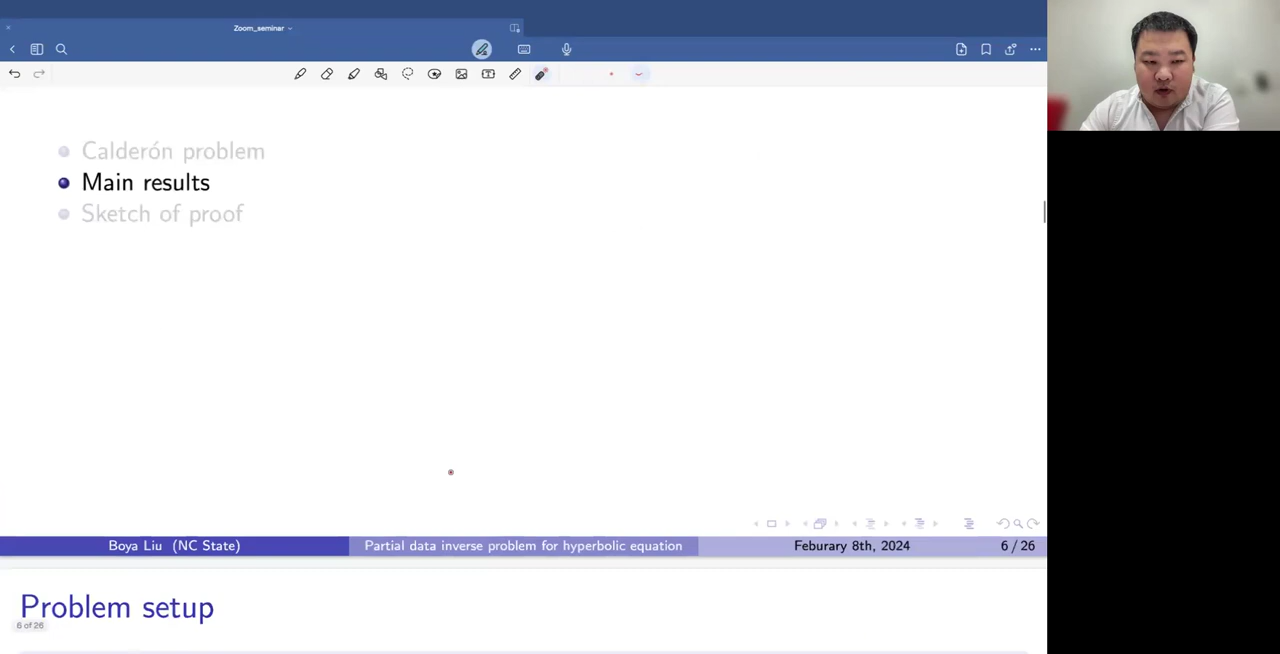 Zoom_seminar
Calderón problem
Main results
Sketch of proof
Boya Liu (NC State)
Partial data inverse problem for hyperbolic equation
Feburary 8th, 2024
6 / 26
Problem setup
6 of 26